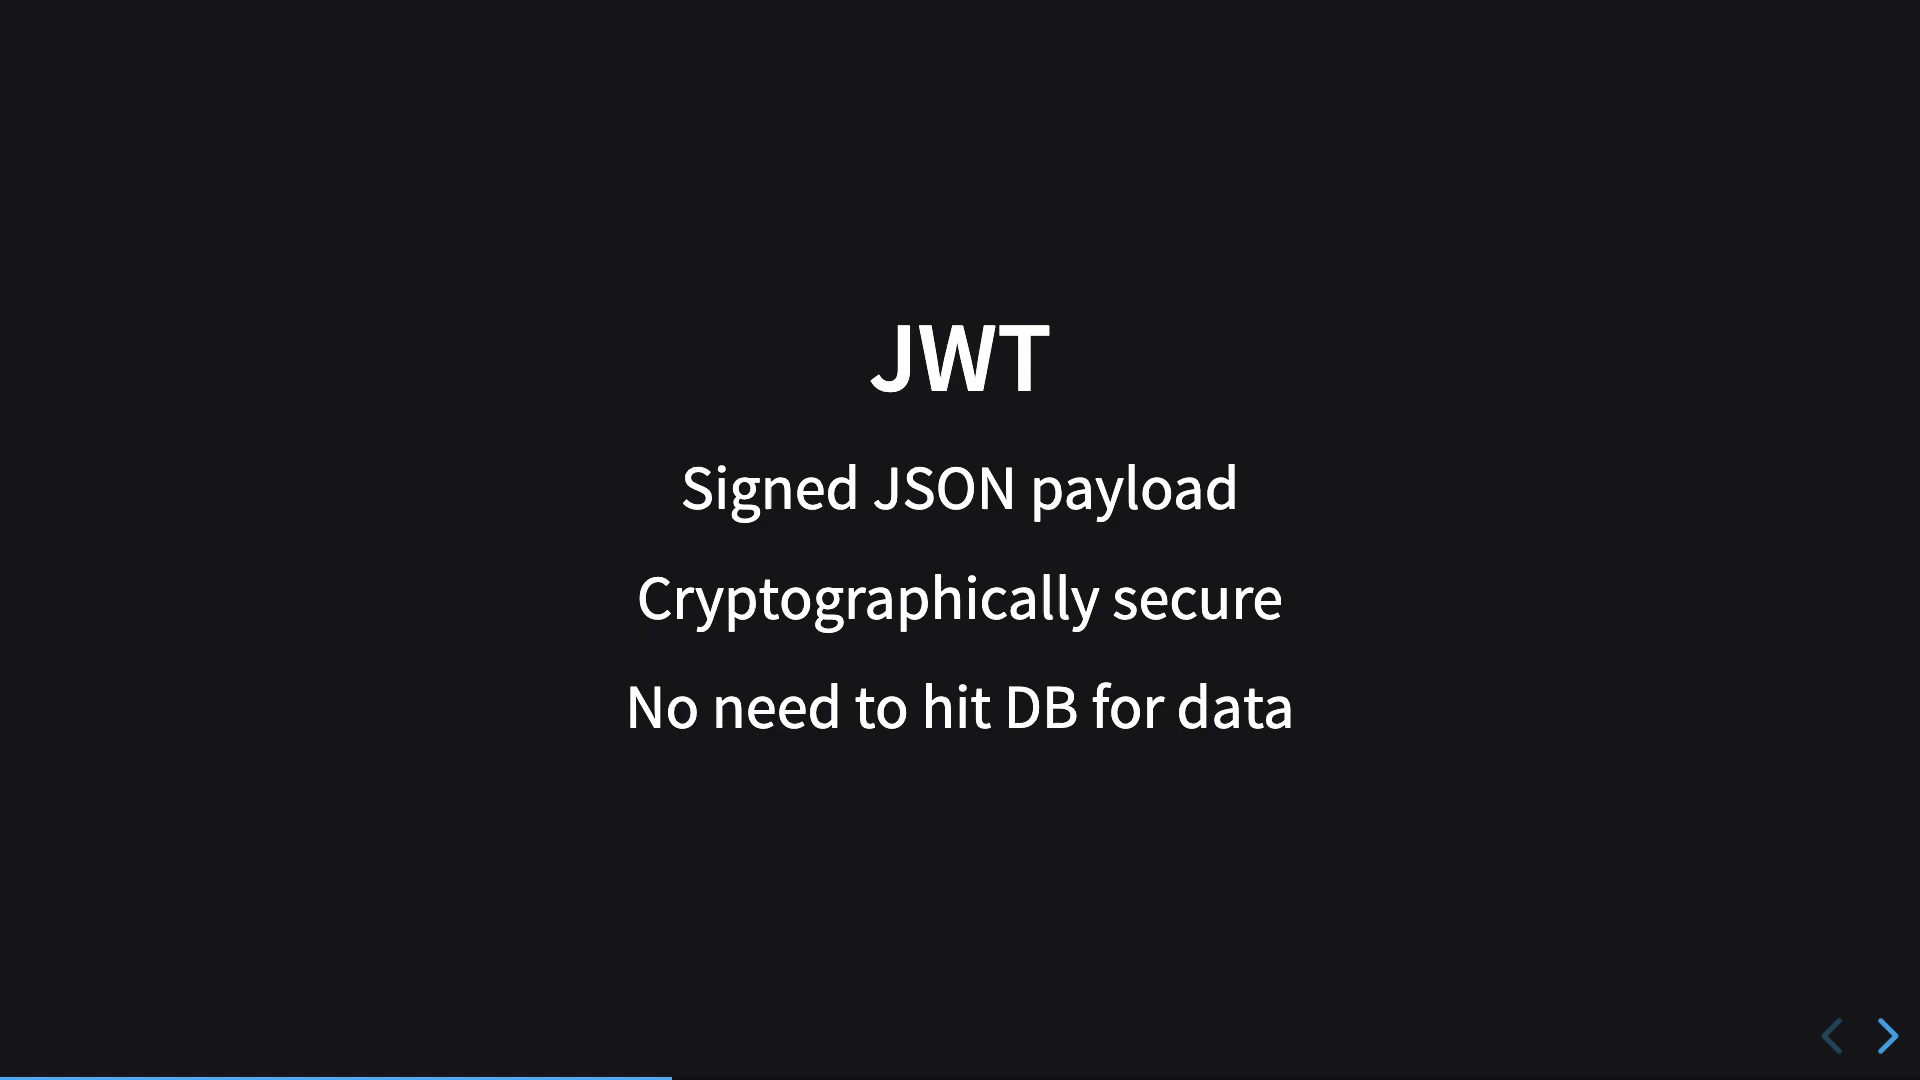 JWT
Signed JSON payload
Cryptographically secure
No need to hit DB for data